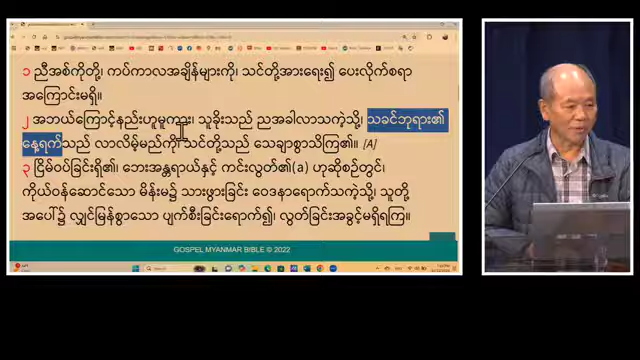 ၁ ညီအစ်ကိုတို့၊ ကပ်ကာလအချိန်များကို၊ သင်တို့အားရေး၍ ပေးလိုက်စရာ
အကြောင်းမရှိ။
၂ အဘယ်ကြောင့်နည်းဟူမူကား၊ သူခိုးသည် ညအခါလာသကဲ့သို့၊ သခင်ဘုရား၏
နေ့ရက်သည် လာလိမ့်မည်ကို၊ သင်တို့သည် သေချာစွာသိကြ၏။ [A]
၃ ငြိမ်ဝပ်ခြင်းရှိ၏၊ ဘေးအန္တရာယ်နှင့် ကင်းလွတ်၏(a) ဟုဆိုစဉ်တွင်၊
ကိုယ်ဝန်ဆောင်သော မိန်းမ၌ သားဖွားခြင်း ဝေဒနာရောက်သကဲ့သို့၊ သူတို့
အပေါ်၌ လျှင်မြန်စွာသော ပျက်စီးခြင်းရောက်၍၊ လွတ်ခြင်းအခွင့်မရှိရကြ။
GOSPEL MYANMAR BIBLE © 2022